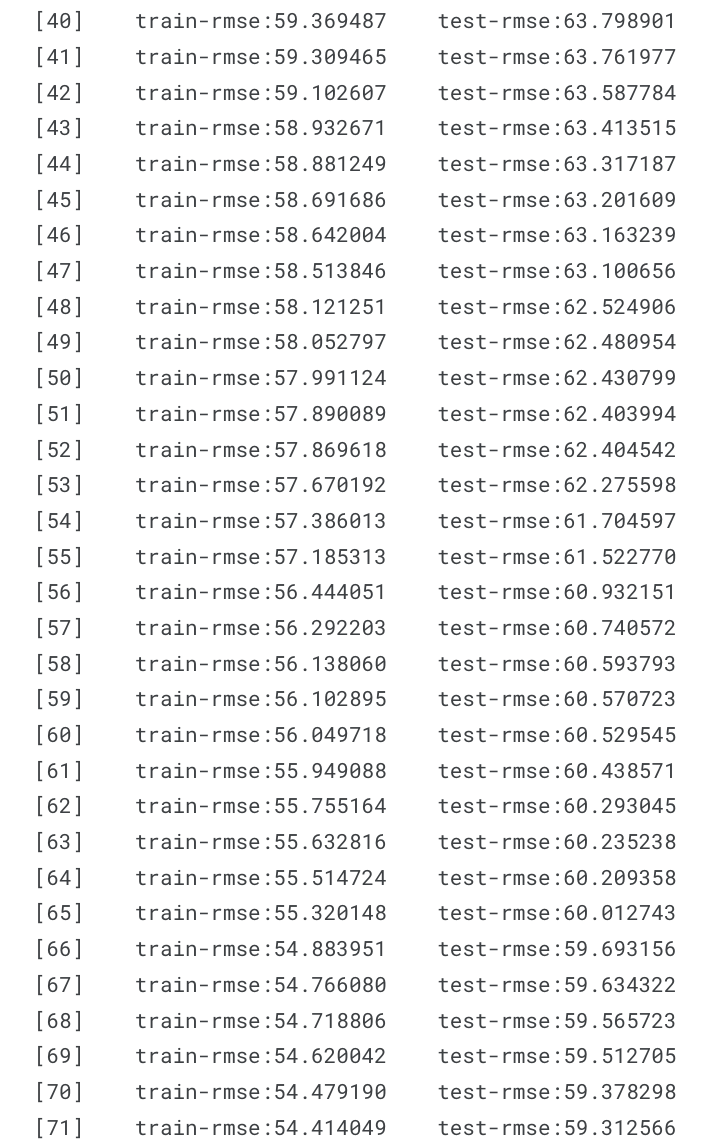 [40] train-rmse:59.369487 test-rmse:63.798901
[41] train-rmse:59.309465 test-rmse:63.761977
[42] train-rmse:59.102607 test-rmse:63.587784
[43] train-rmse:58.932671 test-rmse:63.413515
[44] train-rmse:58.881249 test-rmse:63.317187
[45] train-rmse:58.691686 test-rmse:63.201609
[46] train-rmse:58.642004 test-rmse:63.163239
[47] train-rmse:58.513846 test-rmse:63.100656
[48] train-rmse:58.121251 test-rmse:62.524906
[49] train-rmse:58.052797 test-rmse:62.480954
[50] train-rmse:57.991124 test-rmse:62.430799
[51] train-rmse:57.890089 test-rmse:62.403994
[52] train-rmse:57.869618 test-rmse:62.404542
[53] train-rmse:57.670192 test-rmse:62.275598
[54] train-rmse:57.386013 test-rmse:61.704597
[55] train-rmse:57.185313 test-rmse:61.522770
[56] train-rmse:56.444051 test-rmse:60.932151
[57] train-rmse:56.292203 test-rmse:60.740572
[58] train-rmse:56.138060 test-rmse:60.593793
[59] train-rmse:56.102895 test-rmse:60.570723
[60] train-rmse:56.049718 test-rmse:60.529545
[61] train-rmse:55.949088 test-rmse:60.438571
[62] train-rmse:55.755164 test-rmse:60.293045
[63] train-rmse:55.632816 test-rmse:60.235238
[64] train-rmse:55.514724 test-rmse:60.209358
[65] train-rmse:55.320148 test-rmse:60.012743
[66] train-rmse:54.883951 test-rmse:59.693156
[67] train-rmse:54.766080 test-rmse:59.634322
[68] train-rmse:54.718806 test-rmse:59.565723
[69] train-rmse:54.620042 test-rmse:59.512705
[70] train-rmse:54.479190 test-rmse:59.378298
[71] train-rmse:54.414049 test-rmse:59.312566